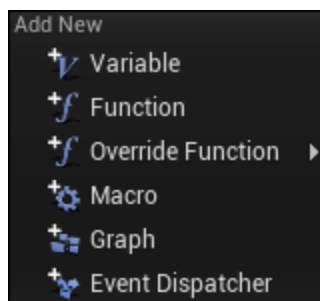 Add New
Variable
Function
Override Function
Macro
Graph
Event Dispatcher